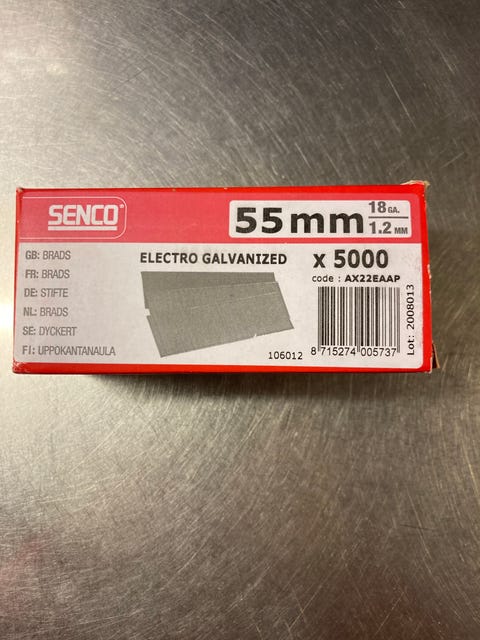 SENCO®
55mm
18 GA.
1.2 MM
GB: BRADS
FR: BRADS
DE: STIFTE
NL: BRADS
SE: DYCKERT
FI: UPPOKANTANAULA
ELECTRO GALVANIZED
x 5000
code : AX22EAAP
106012
8 715274 005737
Lot: 2008013